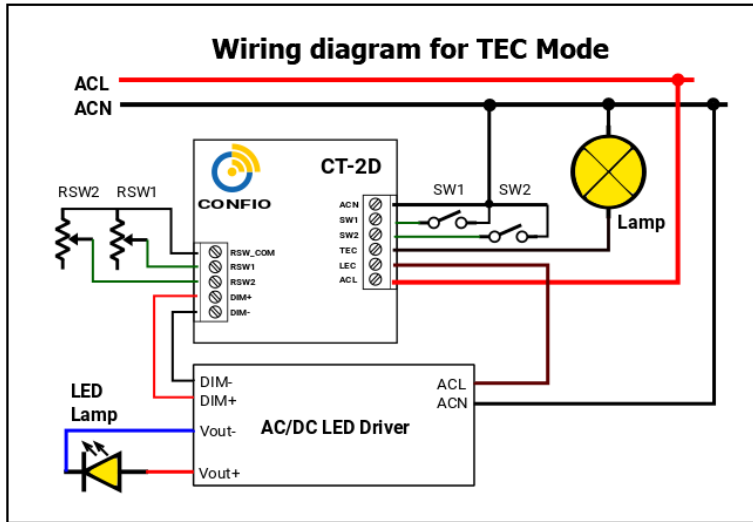 Wiring diagram for TEC Mode
ACL
ACN
RSW2 RSW1
CONFIO
CT-2D
SW1 SW2
Lamp
ACN
SW1
SW2
TEC
LEC
ACL
RSW_COM
RSW1
RSW2
DIM+
DIM-
LED
Lamp
DIM-
DIM+
Vout-
Vout+
AC/DC LED Driver
ACL
ACN